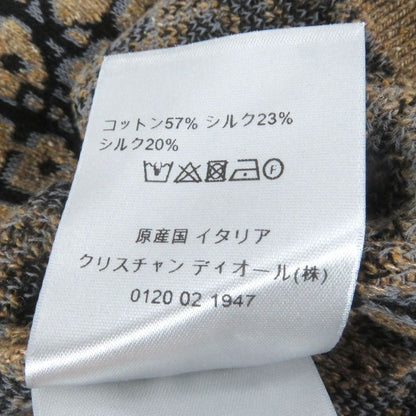 コットン57% シルク23%
シルク20%
F
原産国 イタリア
クリスチャン ディオール(株)
0120 02 1947